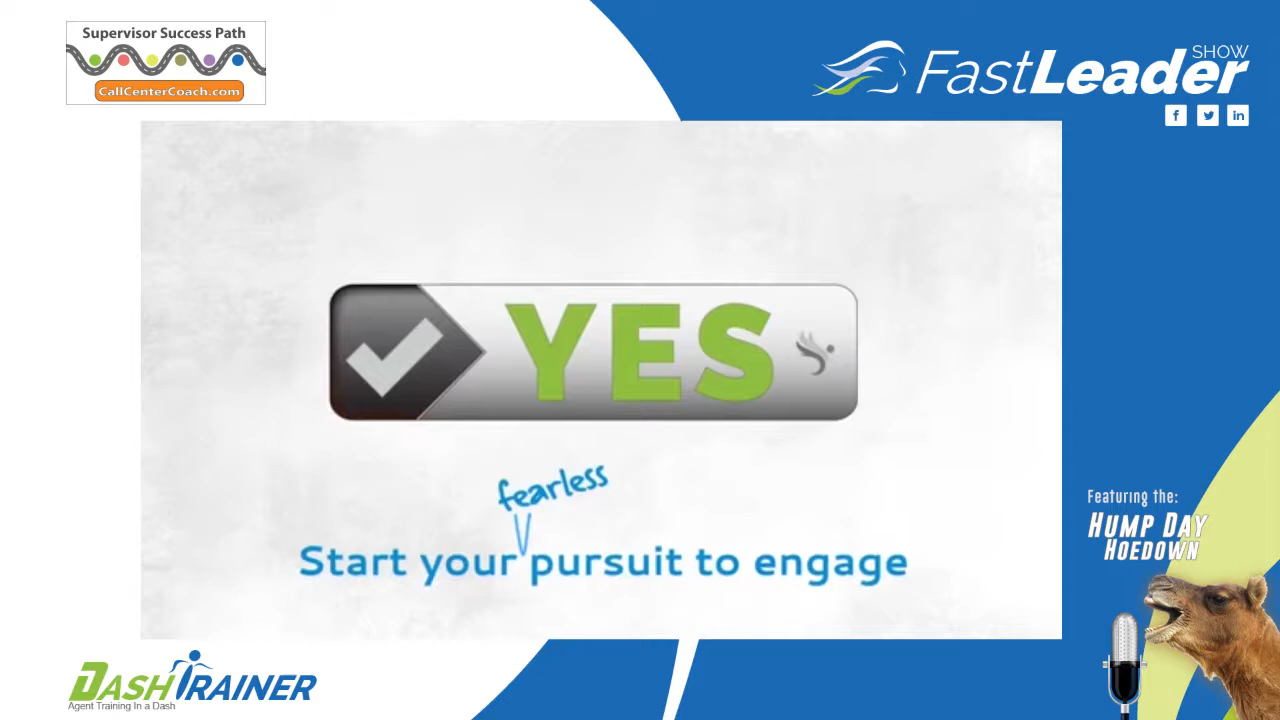 Supervisor Success Path
CallCenterCoach.com
SHOW
FastLeader
f in
YES
fearless
Start your pursuit to engage
Featuring the:
HUMP DAY
HOEDOWN
DASHTRAINER
Agent Training In a Dash